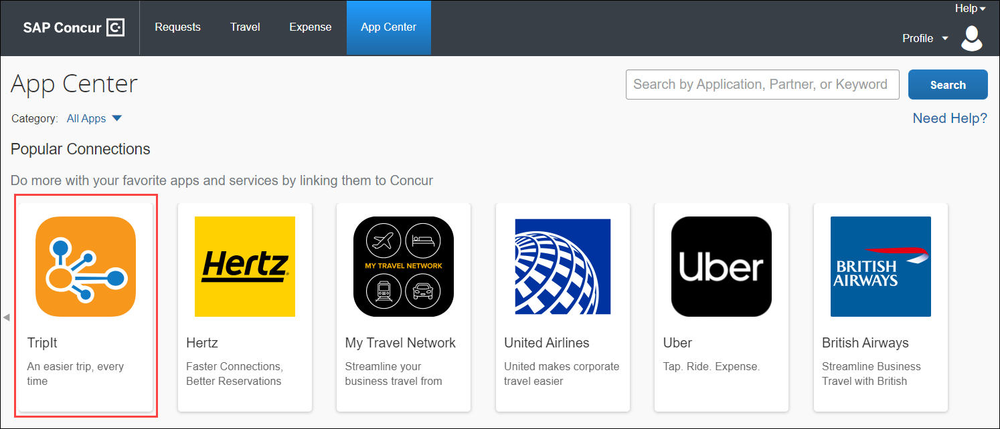 Help
SAP Concur C.
Requests
Travel
Expense
App Center
Profile
App Center
Search by Application, Partner, or Keyword
Search
Category: All Apps
Need Help?
Popular Connections
Do more with your favorite apps and services by linking them to Concur
Hertz
MY TRAVEL NETWORK
Uber
BRITISH
AIRWAYS
TripIt
An easier trip, every
time
Hertz
Faster Connections,
Better Reservations
My Travel Network
Streamline your
business travel from
United Airlines
United makes corporate
travel easier
Uber
Tap. Ride. Expense.
British Airways
Streamline Business
Travel with British